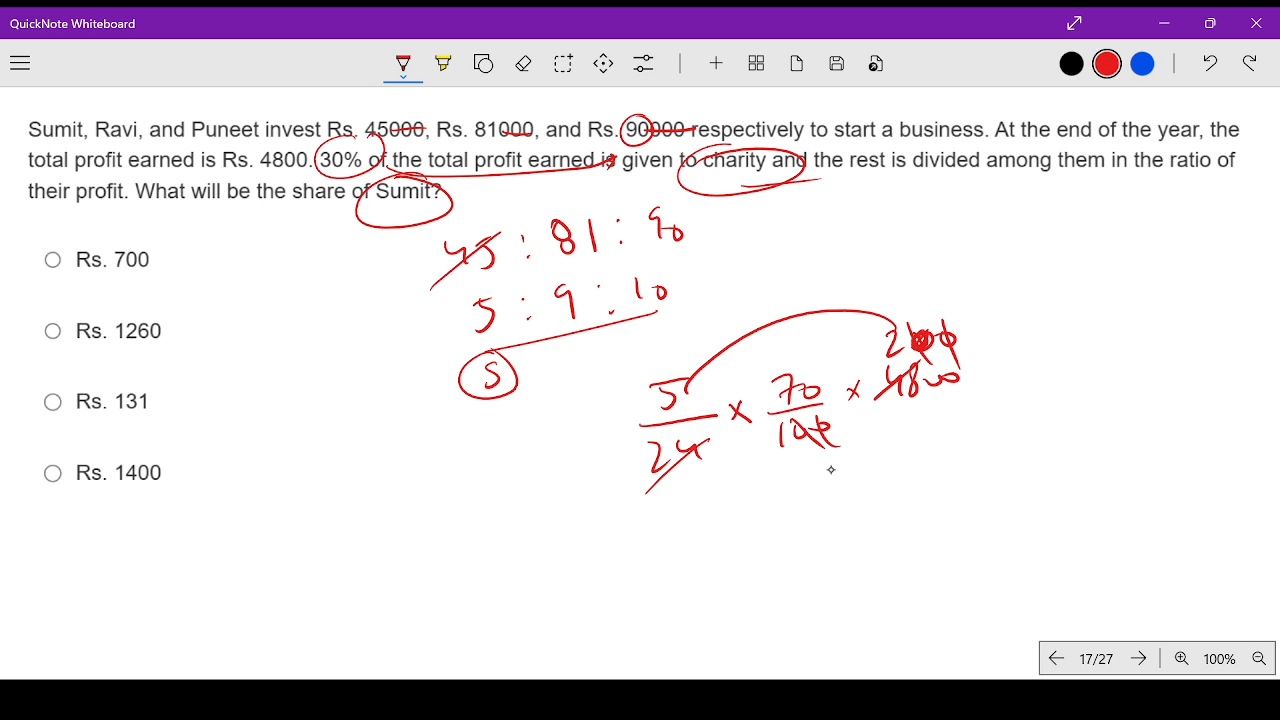 QuickNote Whiteboard
Sumit, Ravi, and Puneet invest Rs. 45000, Rs. 81000, and Rs. 90000 respectively to start a business. At the end of the year, the
total profit earned is Rs. 4800. 30% of the total profit earned is given to charity and the rest is divided among them in the ratio of
their profit. What will be the share of Sumit?
45 : 81 : 90
5 : 9 : 10
S
Rs. 700
Rs. 1260
Rs. 131
Rs. 1400
200
5/24 × 70/100 × 4800
17/27
100%